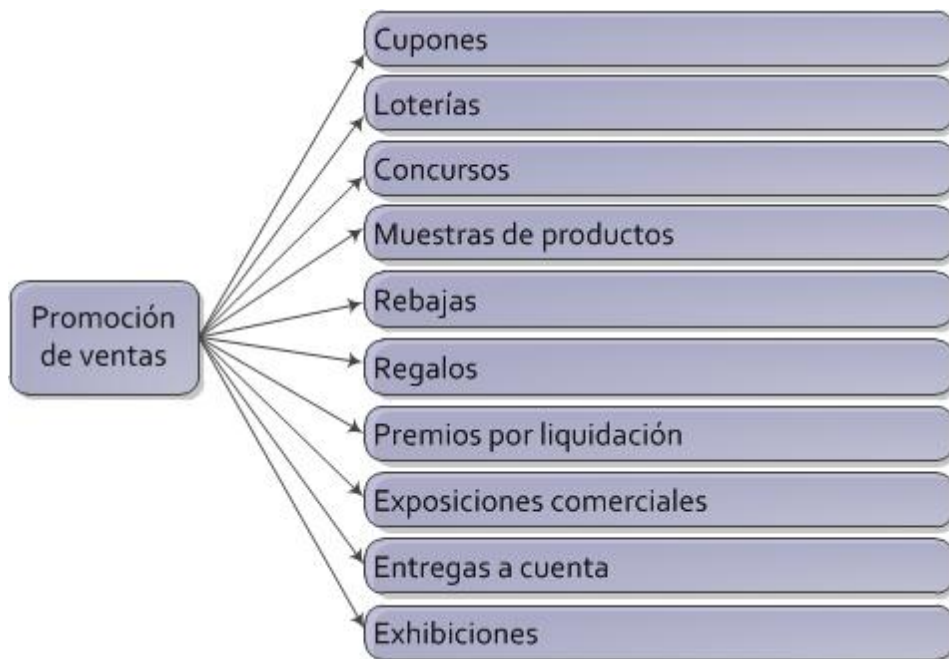 Cupones
Loterías
Concursos
Muestras de productos
Promoción
de ventas
Rebajas
Regalos
Premios por liquidación
Exposiciones comerciales
Entregas a cuenta
Exhibiciones